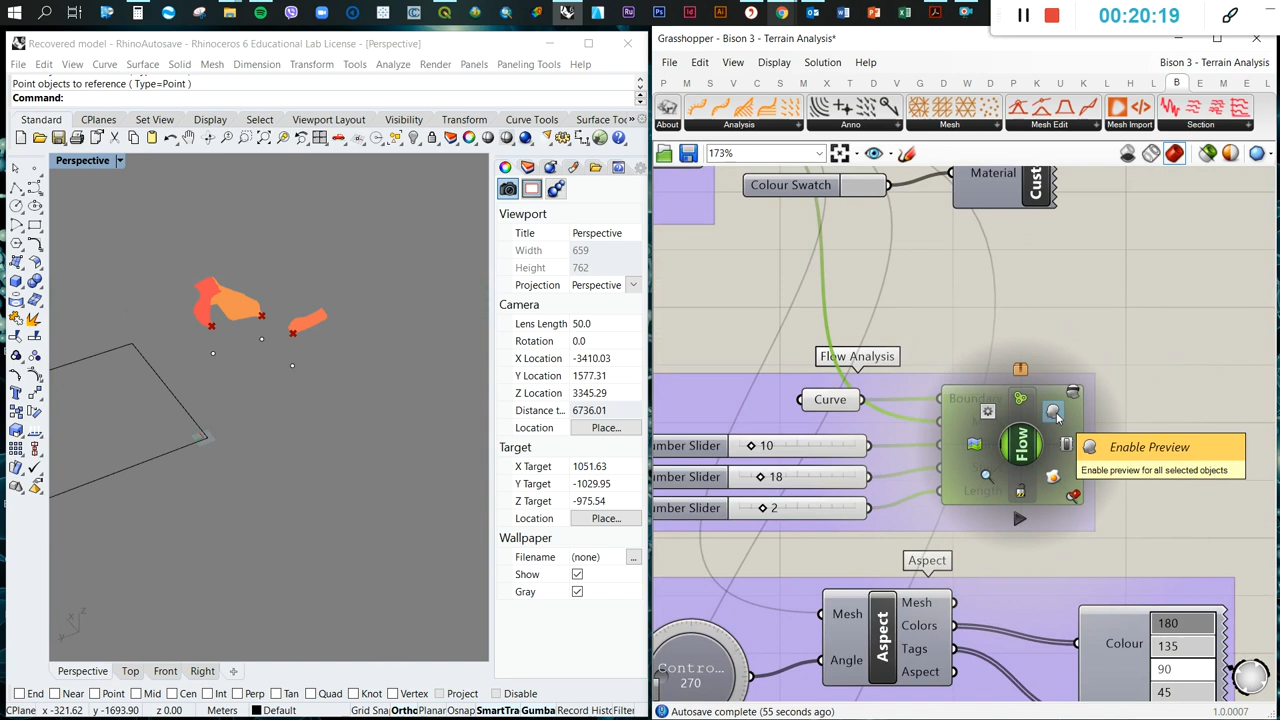 00:20:19
Recovered model - RhinoAutosave - Rhinoceros 6 Educational Lab License - [Perspective]
File Edit View Curve Surface Solid Mesh Dimension Transform Tools Analyze Render Panels Paneling Tools Help
Point objects to reference ( Type=Point )
Command:
Standard CPlanes Set View Display Select Viewport Layout Visibility Transform Curve Tools Surface To
Perspective
Viewport
Title Perspective
Width 659
Height 762
Projection Perspective
Camera
Lens Length 50.0
Rotation 0.0
X Location -3410.03
Y Location 1577.31
Z Location 3345.29
Distance t... 6736.01
Location Place...
Target
X Target 1051.63
Y Target -1029.95
Z Target -975.54
Location Place...
Wallpaper
Filename (none) ...
Show
Gray
z
x
y
Perspective Top Front Right
End Near Point Mid Cen Int Perp Tan Quad Knot Vertex Project Disable
CPlane x -321.62 y -1693.90 z 0.00 Meters Default Grid Snap Ortho Planar Osnap SmartTra Gumba Record Histo Filter
Grasshopper - Bison 3 - Terrain Analysis*
File Edit View Display Solution Help Bison 3 - Terrain Analysis
P M S V C S M I X T D W A M L H L K P K U P H L B E M S
About Analysis Anno Mesh Mesh Edit Mesh Import Section
173%
Colour Swatch
Material
Cust
Flow Analysis
Curve
Boundary
Flow
Length
umber Slider 10
umber Slider 18
umber Slider 2
Enable Preview
Enable preview for all selected objects
Aspect
Mesh
Angle
Aspect
Mesh
Colors
Tags
Aspect
Contro...
270
Colour
180
135
90
45
Autosave complete (55 seconds ago)
1.0.0007